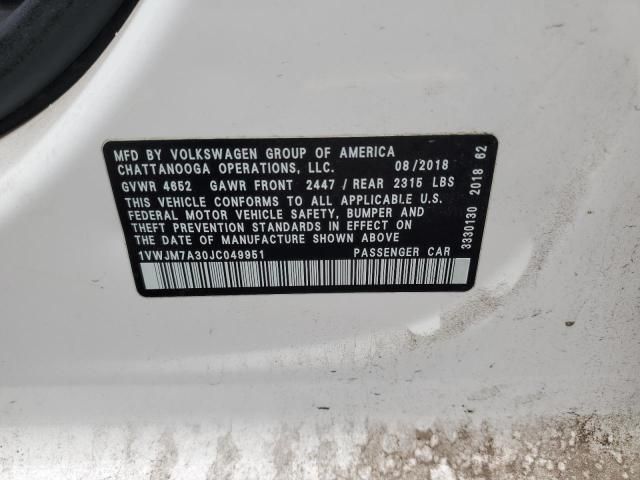 MFD BY VOLKSWAGEN GROUP OF AMERICA
CHATTANOOGA OPERATIONS, LLC. 08/2018
GVWR 4652 GAWR FRONT 2447 / REAR 2315 LBS
THIS VEHICLE CONFORMS TO ALL APPLICABLE U.S.
FEDERAL MOTOR VEHICLE SAFETY, BUMPER AND
THEFT PREVENTION STANDARDS IN EFFECT ON THE
DATE OF MANUFACTURE SHOWN ABOVE
1VWJM7A30JC049951 PASSENGER CAR
3330130 2018 62